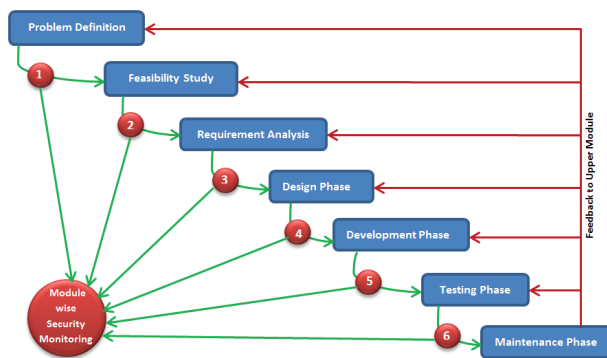 Problem Definition
1
Feasibility Study
2
Requirement Analysis
3
Design Phase
4
Development Phase
5
Testing Phase
6
Maintenance Phase
Module
wise
Security
Monitoring
Feedback to Upper Module